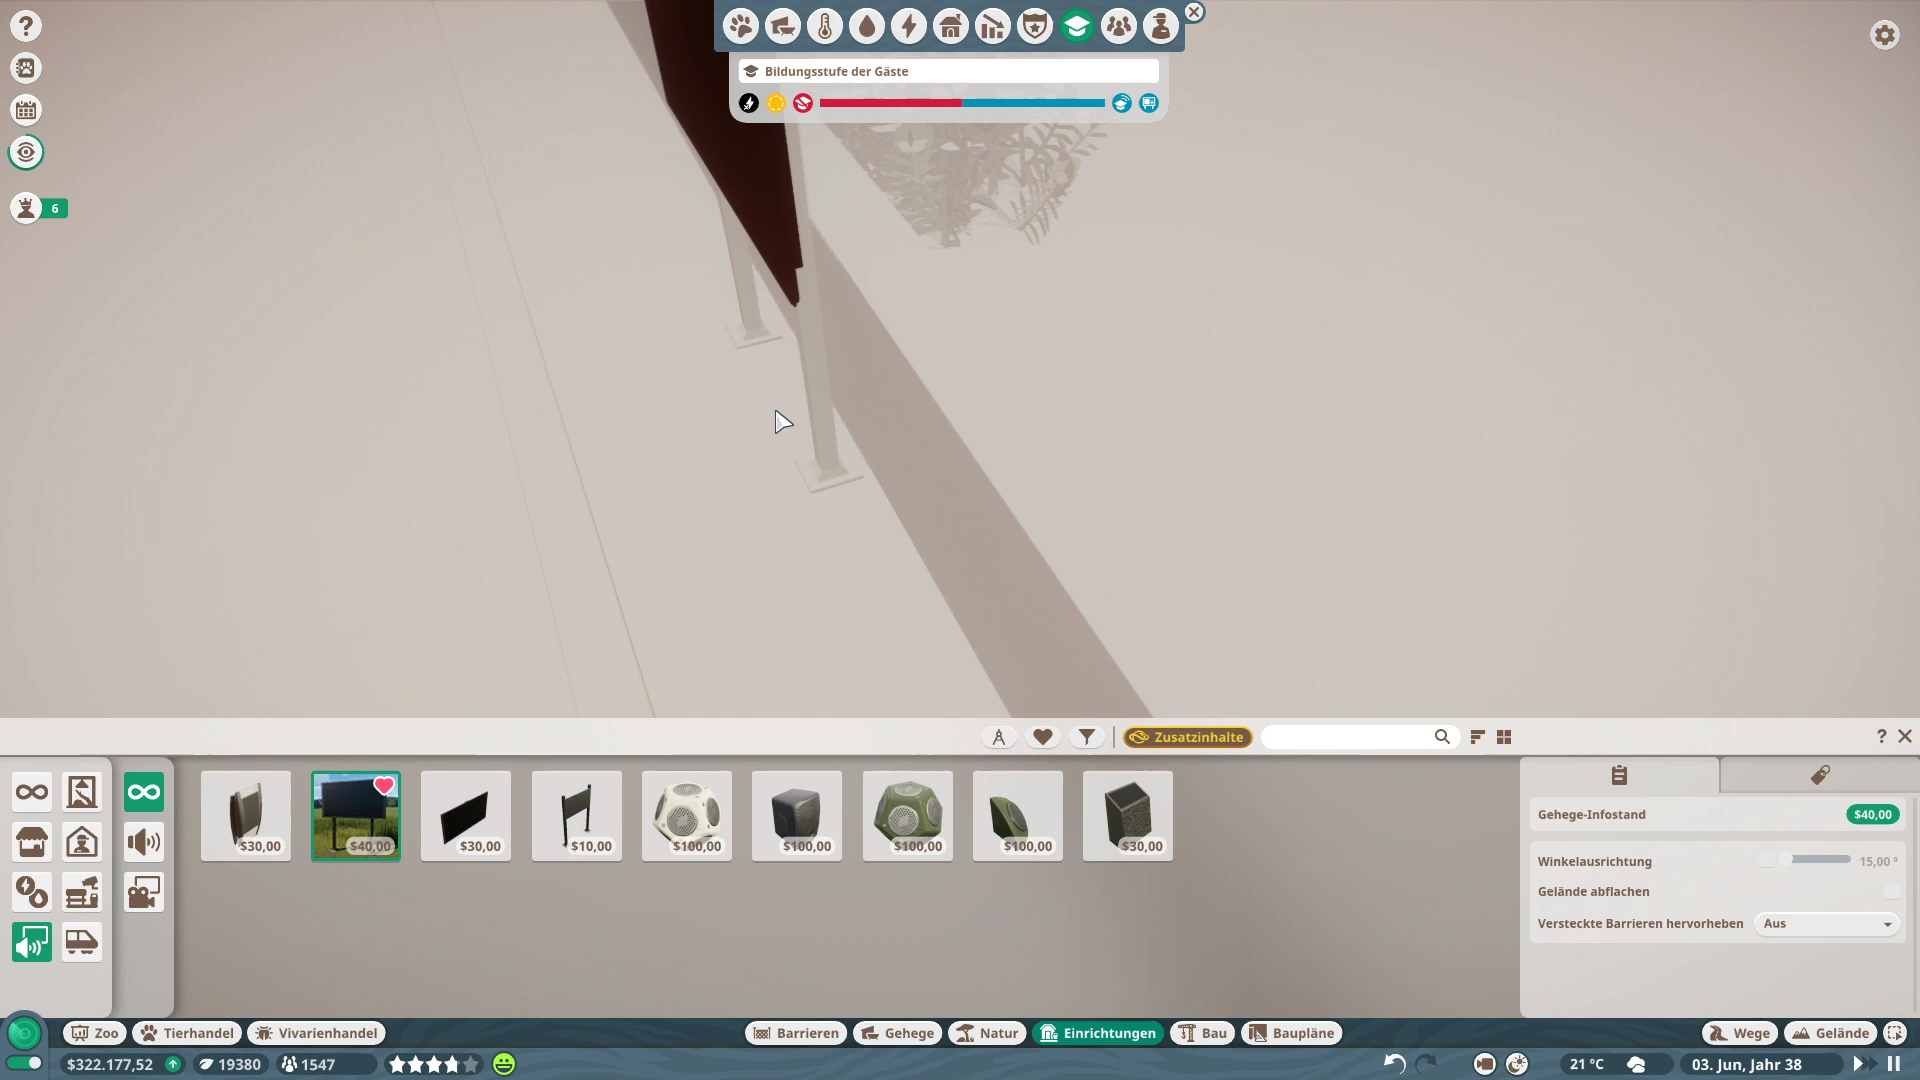 Bildungsstufe der Gäste
6
Zusatzinhalte
$30,00
$40,00
$30,00
$10,00
$100,00
$100,00
$100,00
$100,00
$30,00
Gehege-Infostand
$40,00
Winkelausrichtung
15,00 °
Gelände abflachen
Versteckte Barrieren hervorheben
Aus
Zoo
Tierhandel
Vivarienhandel
Barrieren
Gehege
Natur
Einrichtungen
Bau
Baupläne
Wege
Gelände
$322.177,52
19380
1547
21 °C
03. Jun, Jahr 38